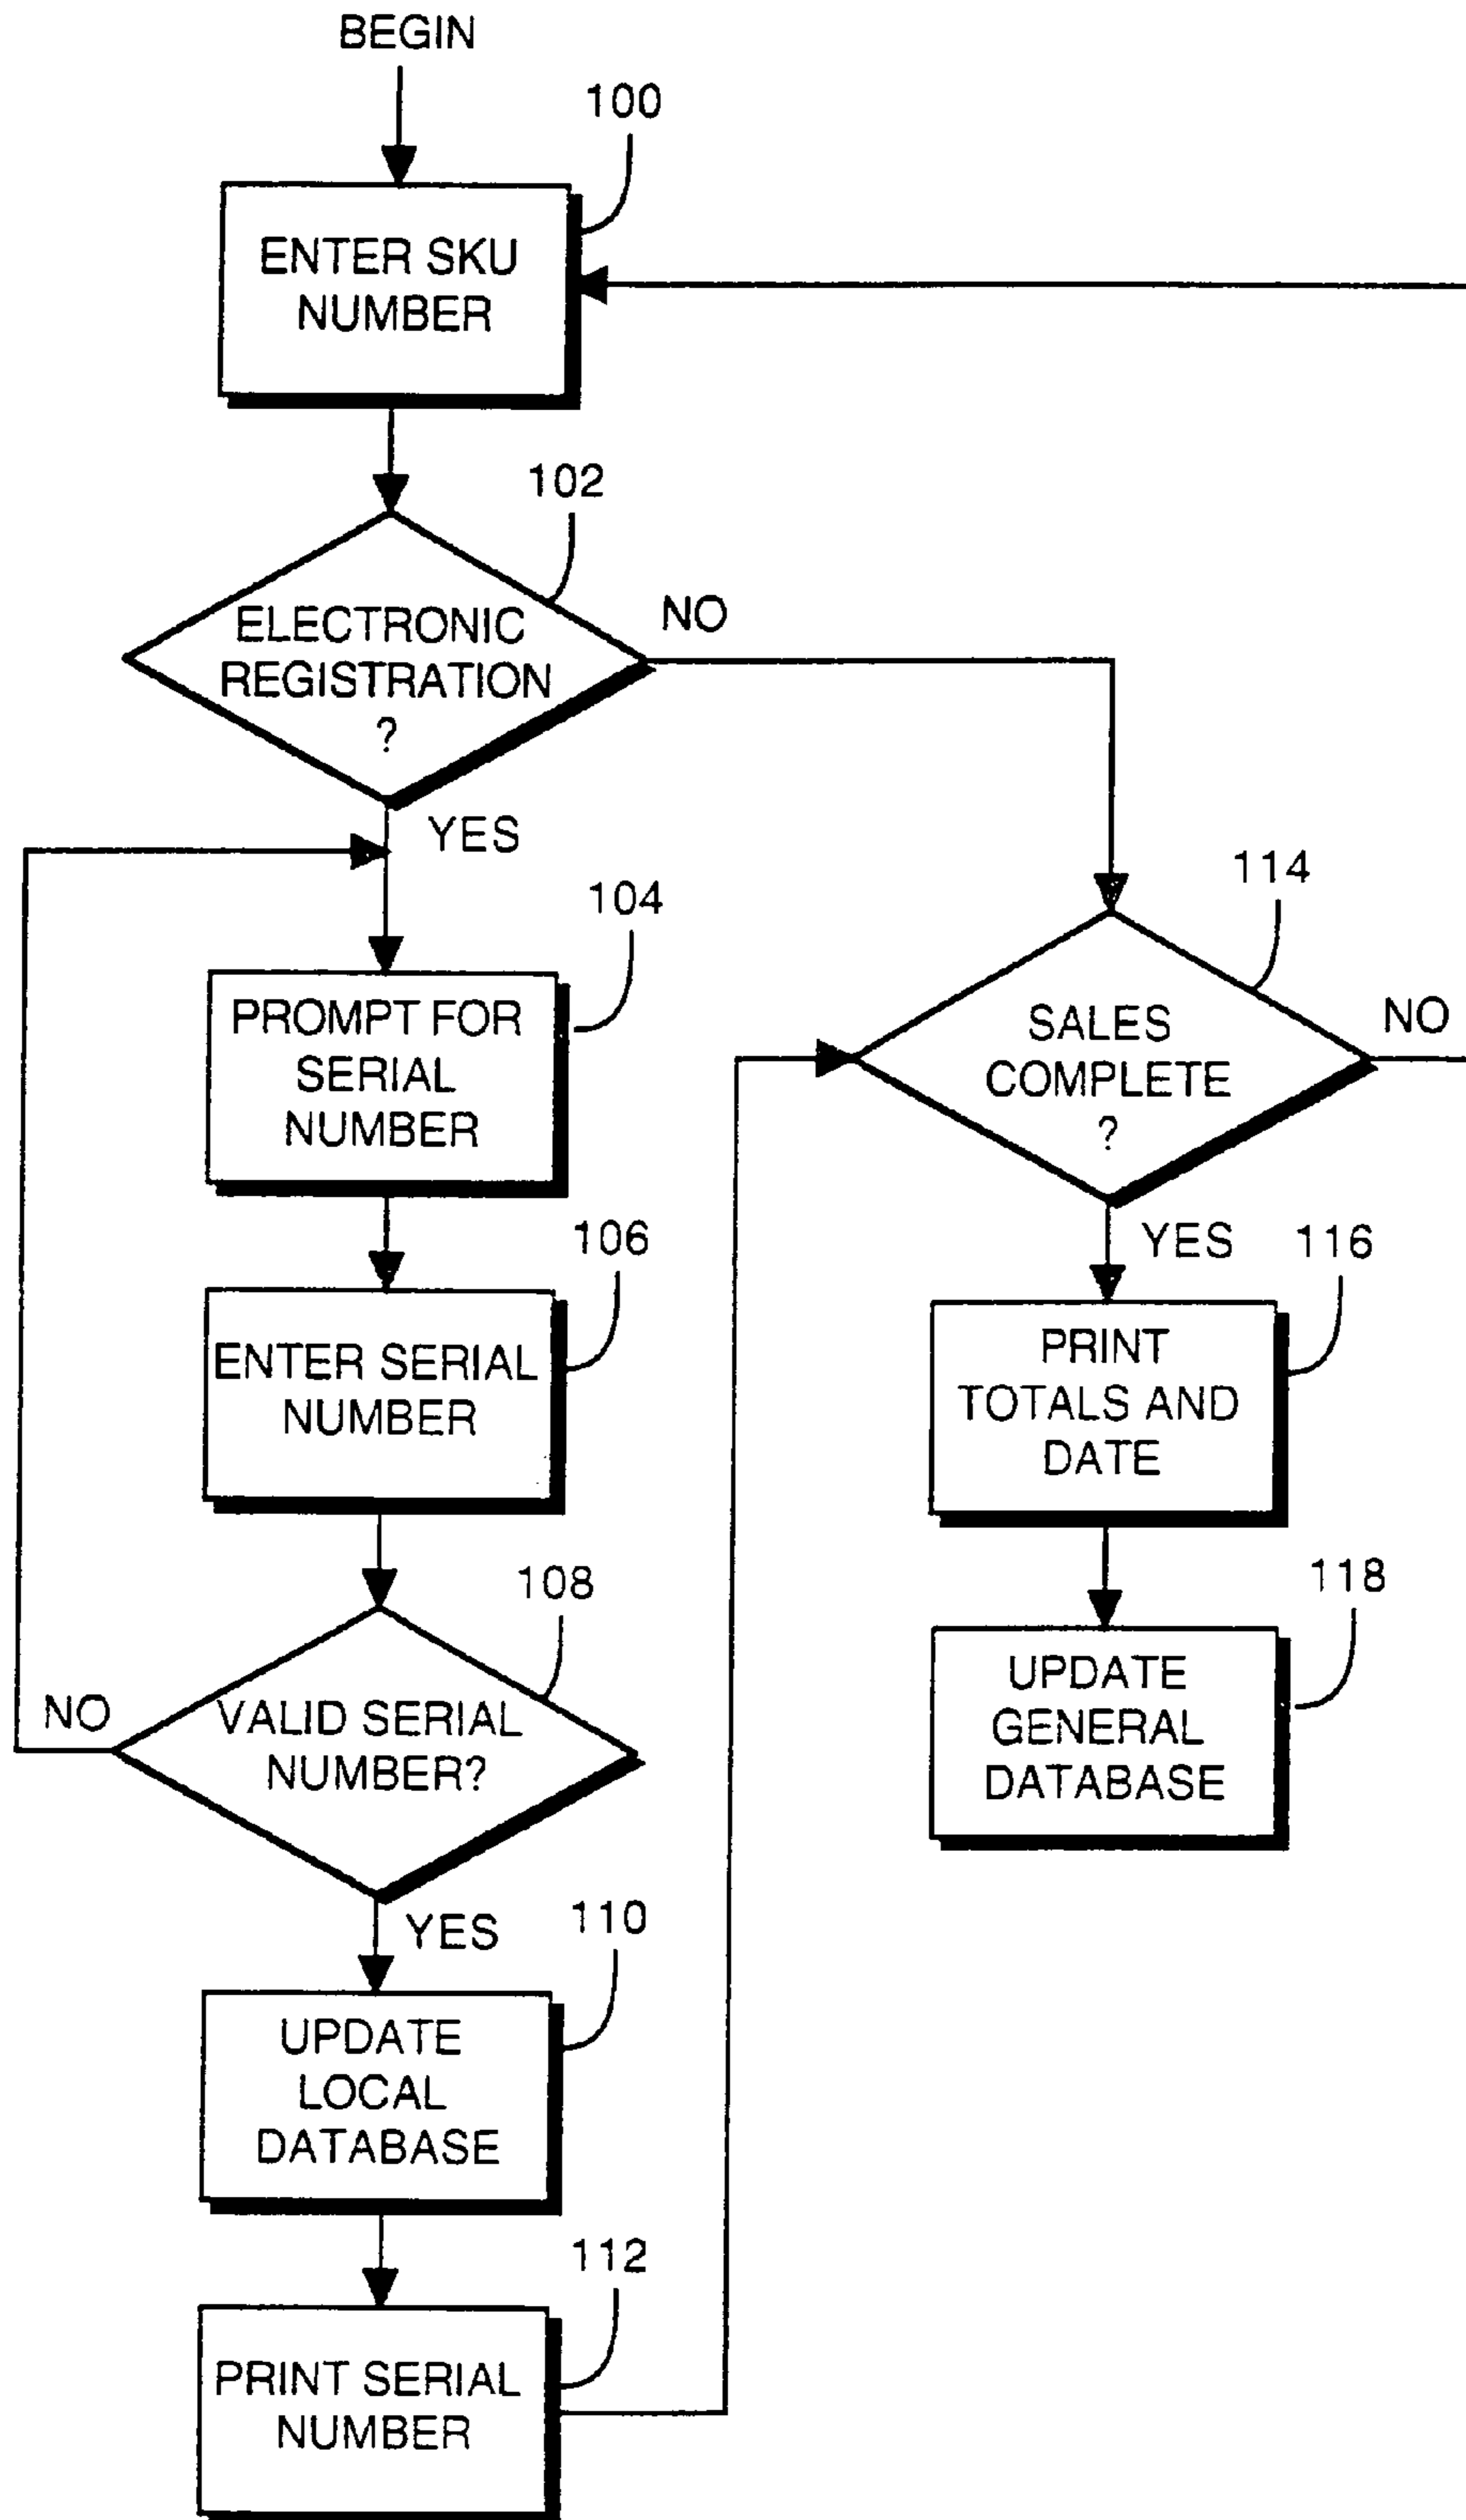 BEGIN
100
ENTER SKU
NUMBER
102
ELECTRONIC
REGISTRATION
?
NO
YES
104
PROMPT FOR
SERIAL
NUMBER
106
ENTER SERIAL
NUMBER
108
VALID SERIAL
NUMBER?
NO
YES
110
UPDATE
LOCAL
DATABASE
112
PRINT SERIAL
NUMBER
114
SALES
COMPLETE
?
NO
YES
116
PRINT
TOTALS AND
DATE
118
UPDATE
GENERAL
DATABASE